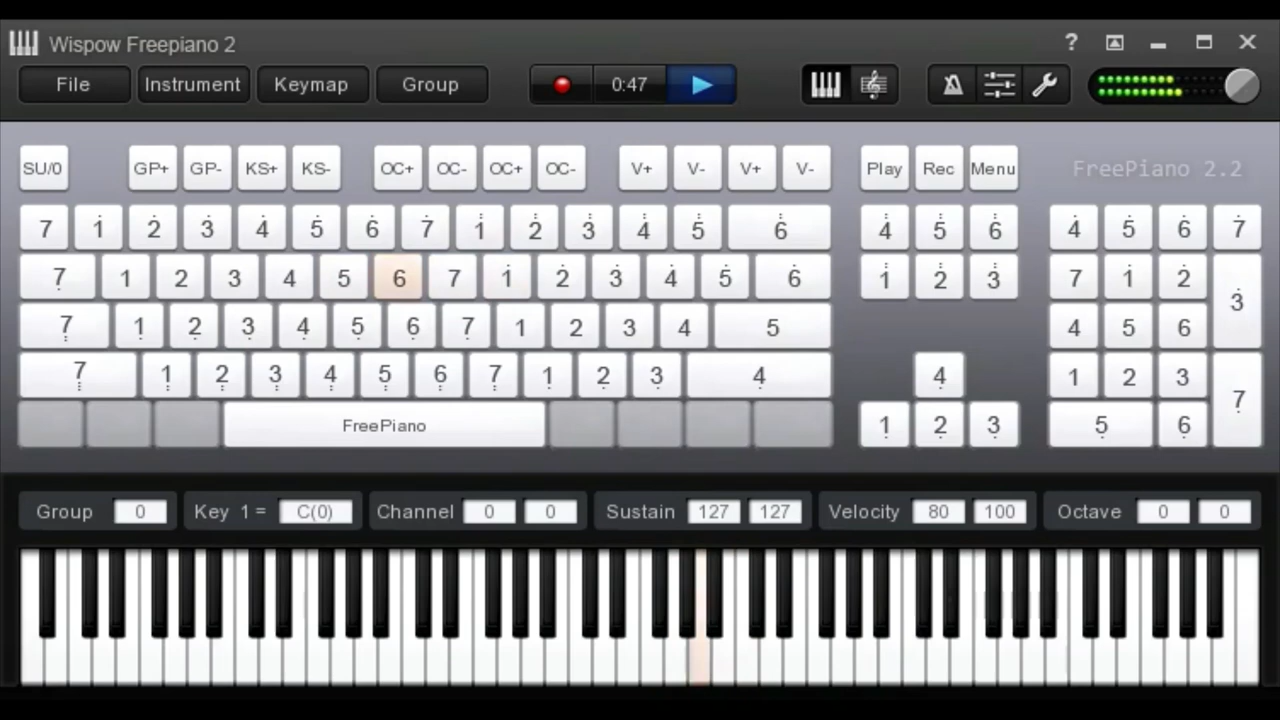 Wispow Freepiano 2 ?
File Instrument Keymap Group 0:47
SU/0 GP+ GP- KS+ KS- OC+ OC- OC+ OC- V+ V- V+ V- Play Rec Menu FreePiano 2.2
7 1 2 3 4 5 6 7 1 2 3 4 5 6 4 5 6 4 5 6 7
7 1 2 3 4 5 6 7 1 2 3 4 5 6 1 2 3 7 1 2 3
7 1 2 3 4 5 6 7 1 2 3 4 5 4 5 6
7 1 2 3 4 5 6 7 1 2 3 4 4 1 2 3 7
FreePiano 1 2 3 5 6
Group 0 Key 1 = C(0) Channel 0 0 Sustain 127 127 Velocity 80 100 Octave 0 0